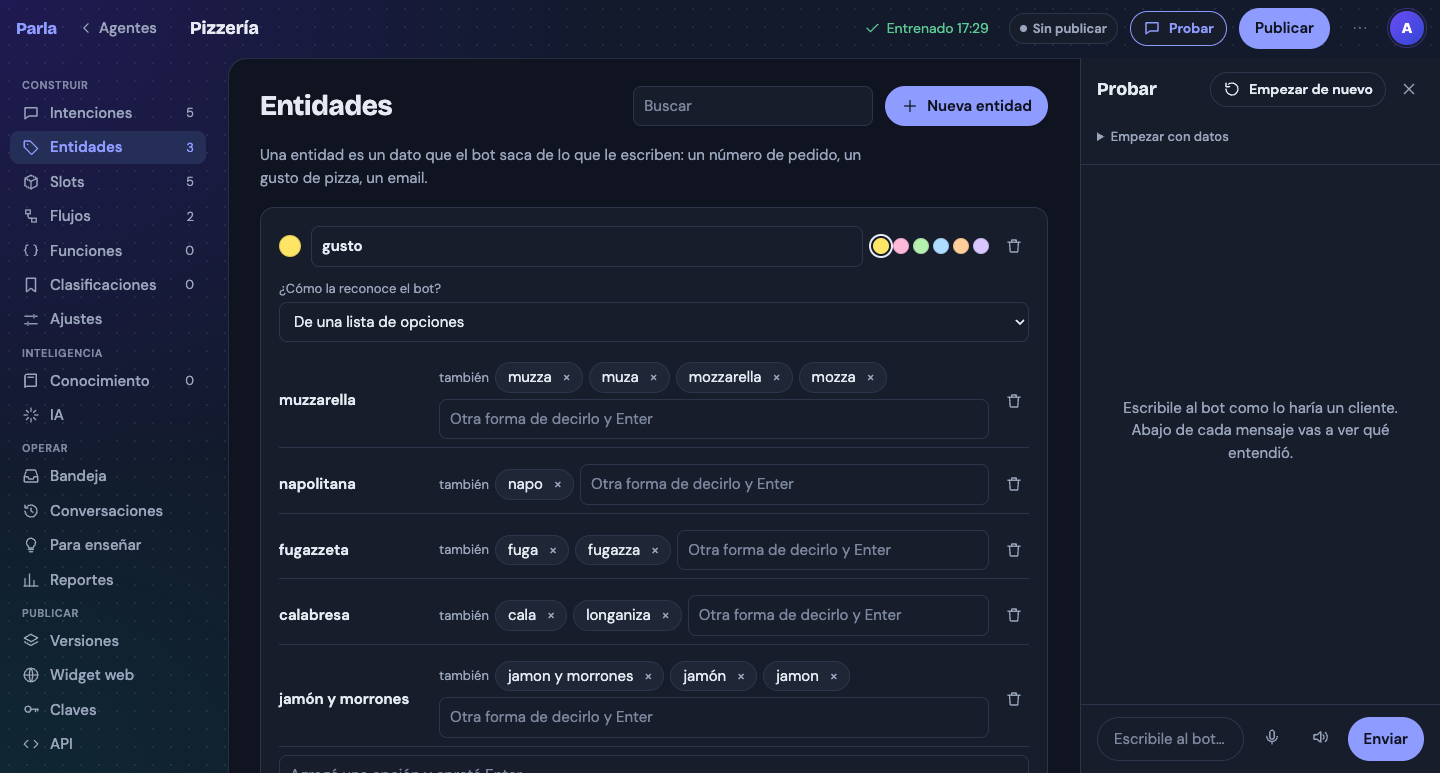 Parla
Agentes
Pizzería
Entrenado 17:29
Sin publicar
Probar
Publicar
A
CONSTRUIR
Intenciones 5
Entidades 3
Slots 5
Flujos 2
Funciones 0
Clasificaciones 0
Ajustes
INTELIGENCIA
Conocimiento 0
IA
OPERAR
Bandeja
Conversaciones
Para enseñar
Reportes
PUBLICAR
Versiones
Widget web
Claves
API
Entidades
Buscar
Nueva entidad
Una entidad es un dato que el bot saca de lo que le escriben: un número de pedido, un
gusto de pizza, un email.
gusto
¿Cómo la reconoce el bot?
De una lista de opciones
muzzarella
también muzza × muza × mozzarella × mozza ×
Otra forma de decirlo y Enter
napolitana
también napo × Otra forma de decirlo y Enter
fugazzeta
también fuga × fugazza × Otra forma de decirlo y Enter
calabresa
también cala × longaniza × Otra forma de decirlo y Enter
jamón y morrones
también jamon y morrones × jamón × jamon ×
Otra forma de decirlo y Enter
Agregá una opción y apretá Enter
Probar
Empezar de nuevo
Empezar con datos
Escribile al bot como lo haría un cliente.
Abajo de cada mensaje vas a ver qué
entendió.
Escribile al bot…
Enviar